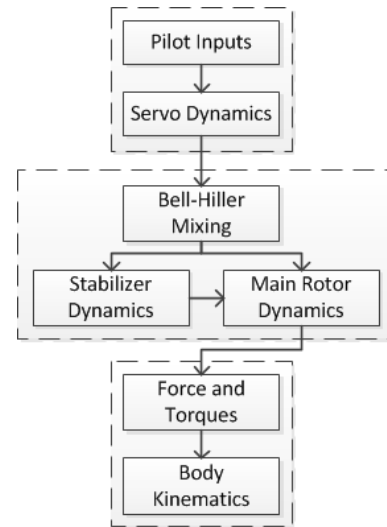 Pilot Inputs
Servo Dynamics
Bell-Hiller
Mixing
Stabilizer
Dynamics
Main Rotor
Dynamics
Force and
Torques
Body
Kinematics